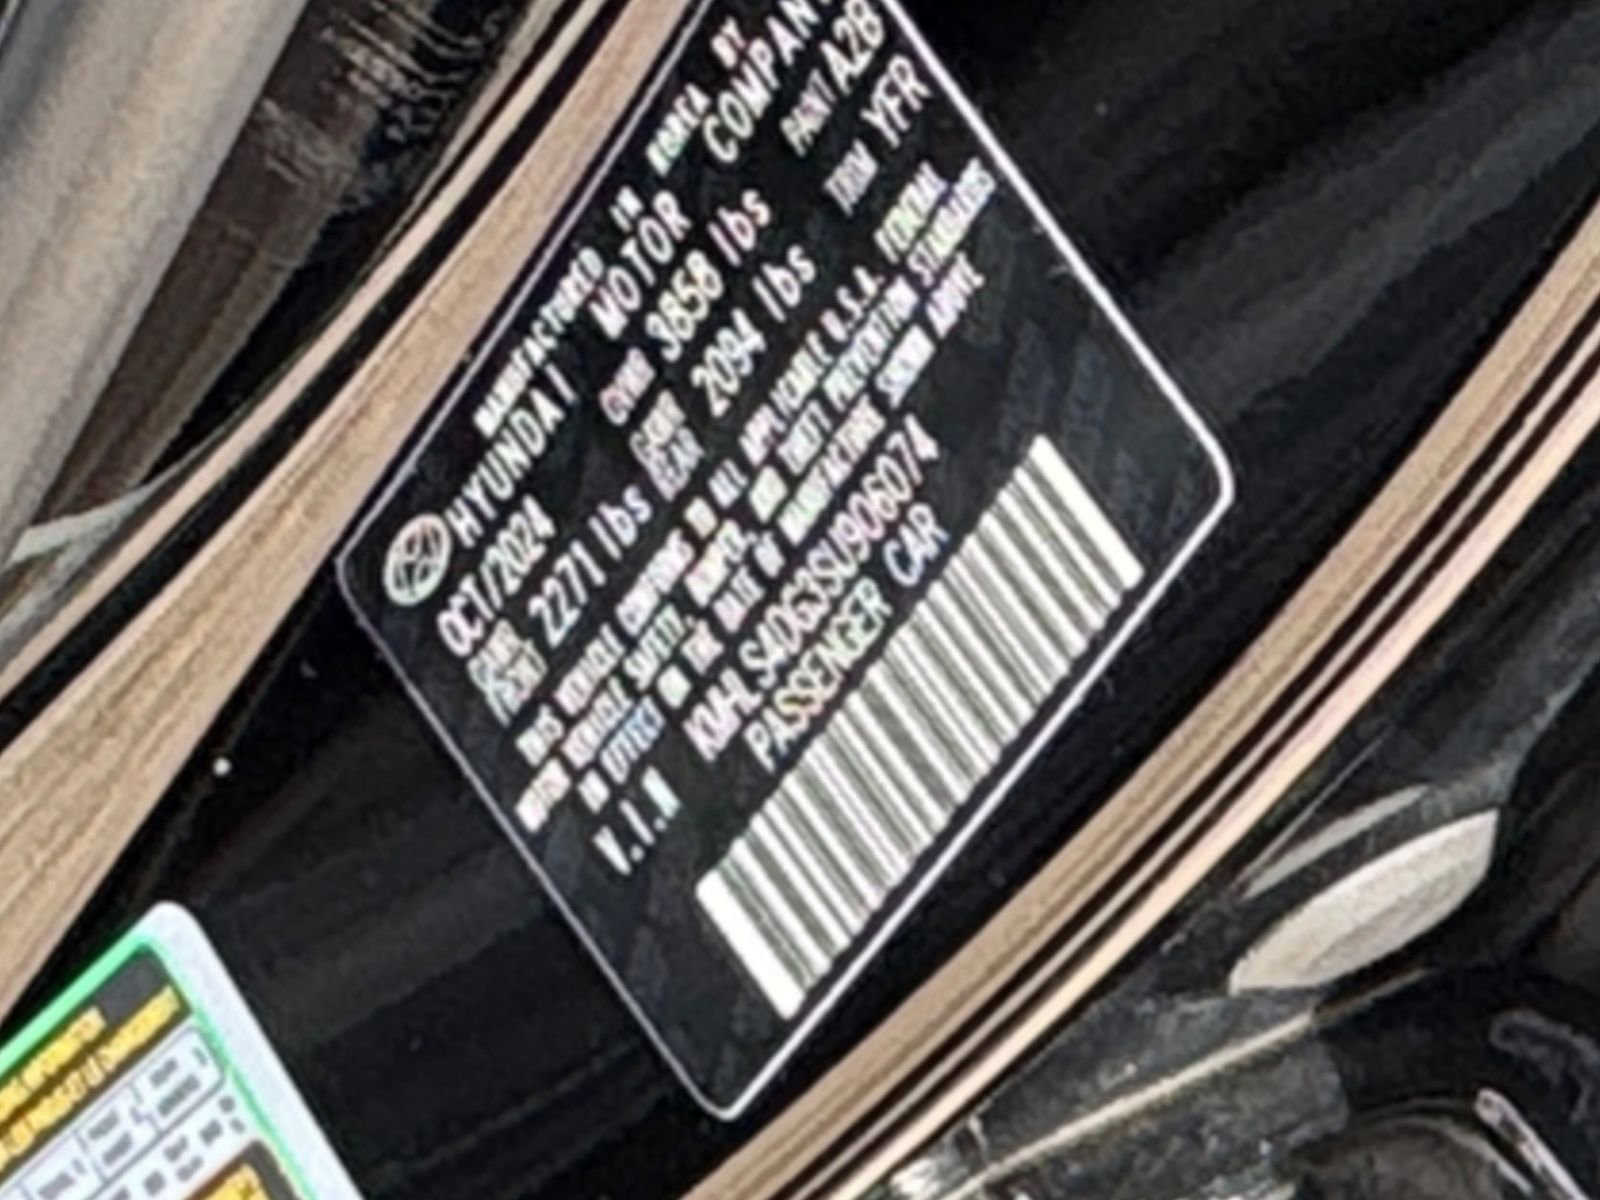 MANUFACTURED IN KOREA BY
HYUNDAI MOTOR COMPANY
OCT/2024 GVWR 3858 lbs PAINT A2B
GAWR FRONT 2271 lbs GAWR REAR 2094 lbs TRIM YFR
THIS VEHICLE CONFORMS TO ALL APPLICABLE U.S.A. FEDERAL
MOTOR VEHICLE SAFETY, BUMPER, AND THEFT PREVENTION STANDARDS
IN EFFECT ON THE DATE OF MANUFACTURE SHOWN ABOVE
V.I.N KMHLS4DG3SU906074
PASSENGER CAR